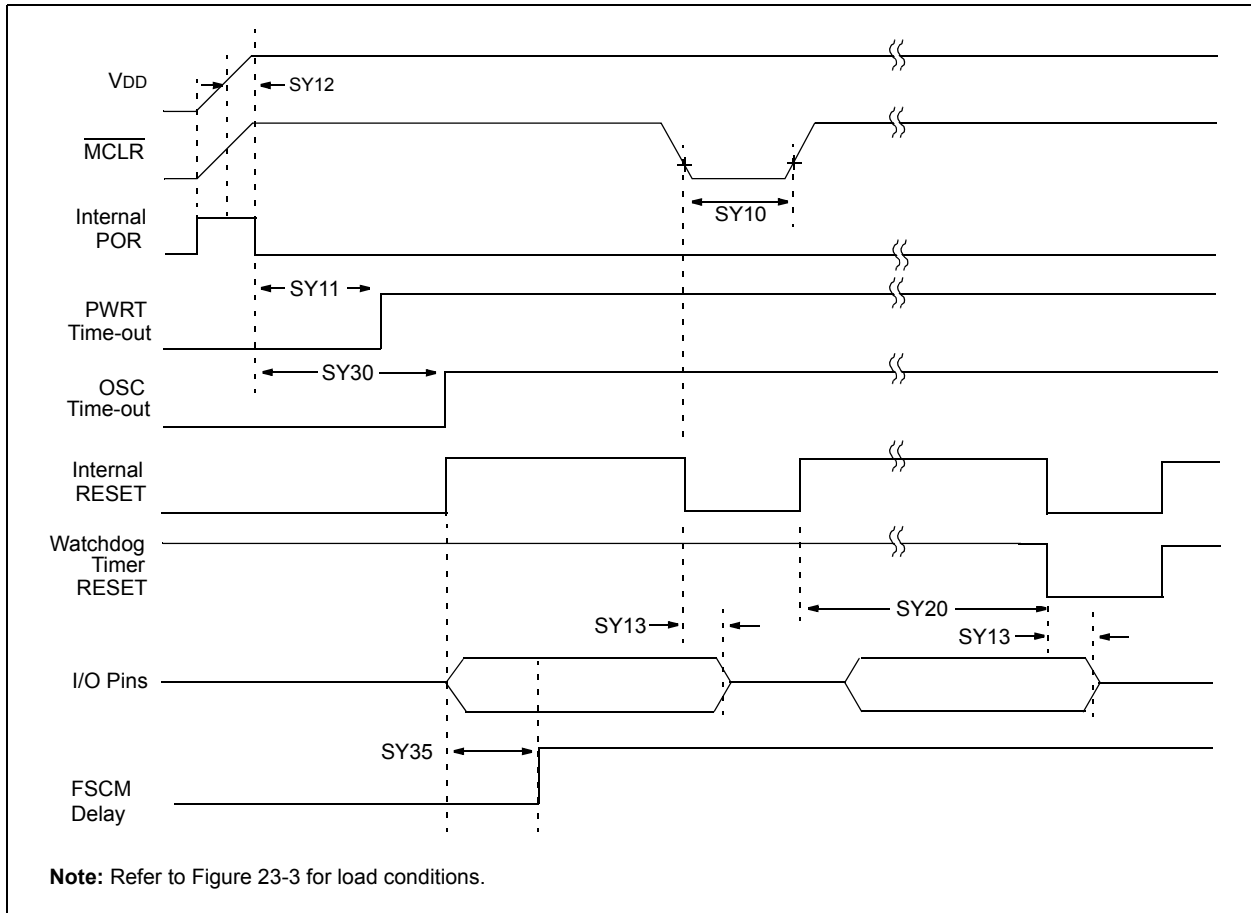 VDD
SY12
MCLR
SY10
Internal
POR
SY11
PWRT
Time-out
SY30
OSC
Time-out
Internal
RESET
Watchdog
Timer
RESET
SY20
SY13
SY13
I/O Pins
SY35
FSCM
Delay
Note: Refer to Figure 23-3 for load conditions.